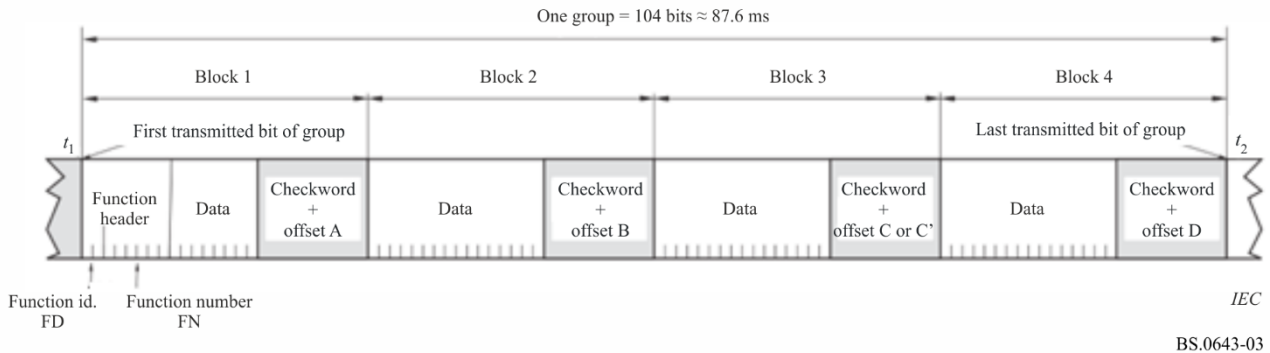 One group = 104 bits ≈ 87.6 ms
Block 1
Block 2
Block 3
Block 4
First transmitted bit of group
Last transmitted bit of group
t1
t2
Function
header
Data
Checkword
+
offset A
Data
Checkword
+
offset B
Data
Checkword
+
offset C or C’
Data
Checkword
+
offset D
Function id.
FD
Function number
FN
IEC
BS.0643-03